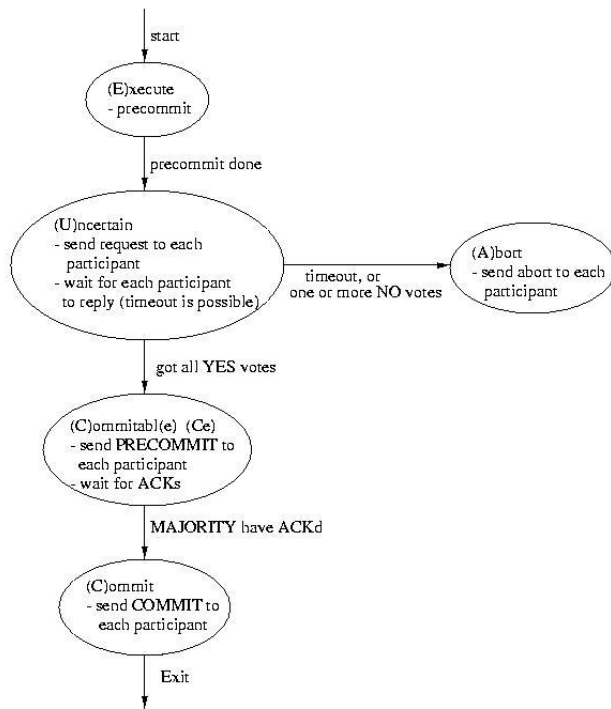 start
(E)xecute
- precommit
precommit done
(U)ncertain
- send request to each
participant
- wait for each participant
to reply (timeout is possible)
timeout, or
one or more NO votes
(A)bort
- send abort to each
participant
got all YES votes
(C)ommitabl(e) (Ce)
- send PRECOMMIT to
each participant
- wait for ACKs
MAJORITY have ACKd
(C)ommit
- send COMMIT to
each participant
Exit